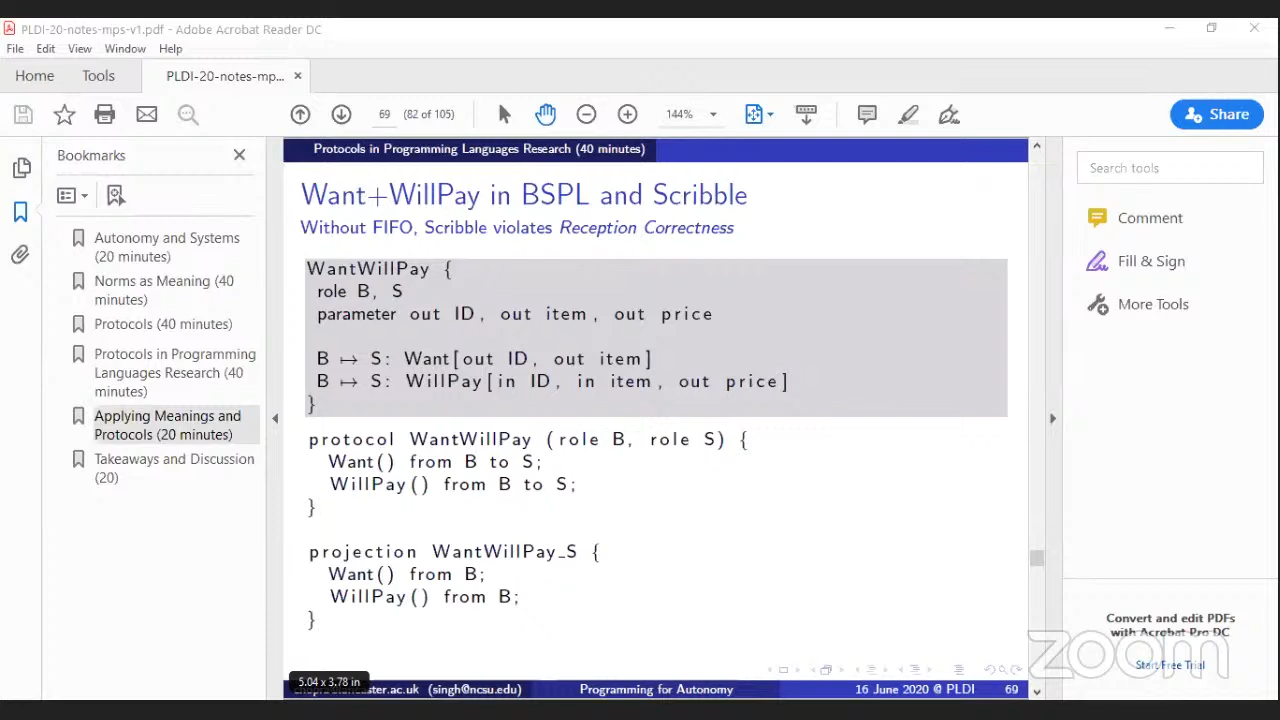 PLDI-20-notes-mps-v1.pdf - Adobe Acrobat Reader DC
File Edit View Window Help
Home Tools PLDI-20-notes-mp... ×
69 (82 of 105) 144% Share
Bookmarks
Autonomy and Systems
(20 minutes)
Norms as Meaning (40
minutes)
Protocols (40 minutes)
Protocols in Programming
Languages Research (40
minutes)
Applying Meanings and
Protocols (20 minutes)
Takeaways and Discussion
(20)
Protocols in Programming Languages Research (40 minutes)
Want+WillPay in BSPL and Scribble
Without FIFO, Scribble violates Reception Correctness
WantWillPay {
role B, S
parameter out ID, out item, out price
B ↦ S: Want[out ID, out item]
B ↦ S: WillPay[in ID, in item, out price]
}
protocol WantWillPay (role B, role S) {
Want() from B to S;
WillPay() from B to S;
}
projection WantWillPay_S {
Want() from B;
WillPay() from B;
}
5.04 x 3.78 in
(singh@ncsu.edu) Programming for Autonomy 16 June 2020 @ PLDI 69
Search tools
Comment
Fill & Sign
More Tools
Convert and edit PDFs
with Acrobat Pro DC
Start Free Trial
zoom